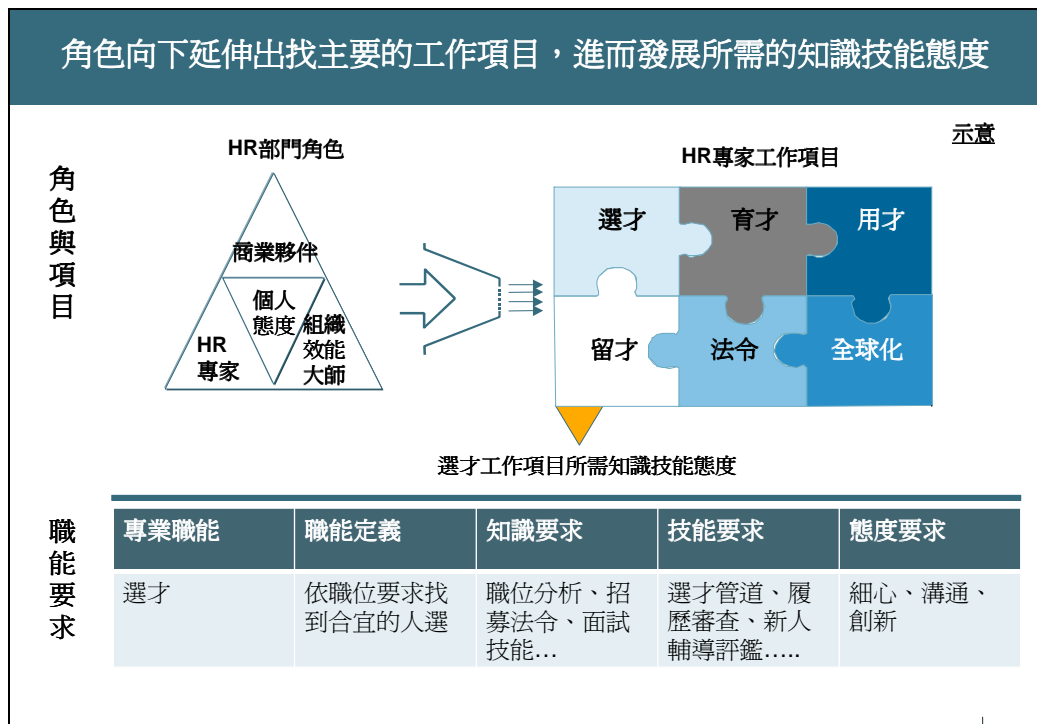 角色向下延伸出找主要的工作項目，進而發展所需的知識技能態度
示意
HR部門角色
HR專家工作項目
角色與項目
商業夥伴
個人
態度
HR
專家
組織
效能
大師
選才
育才
用才
留才
法令
全球化
選才工作項目所需知識技能態度
職能要求
專業職能
職能定義
知識要求
技能要求
態度要求
選才
依職位要求找
到合宜的人選
職位分析、招
募法令、面試
技能…
選才管道、履
歷審查、新人
輔導評鑑…..
細心、溝通、
創新